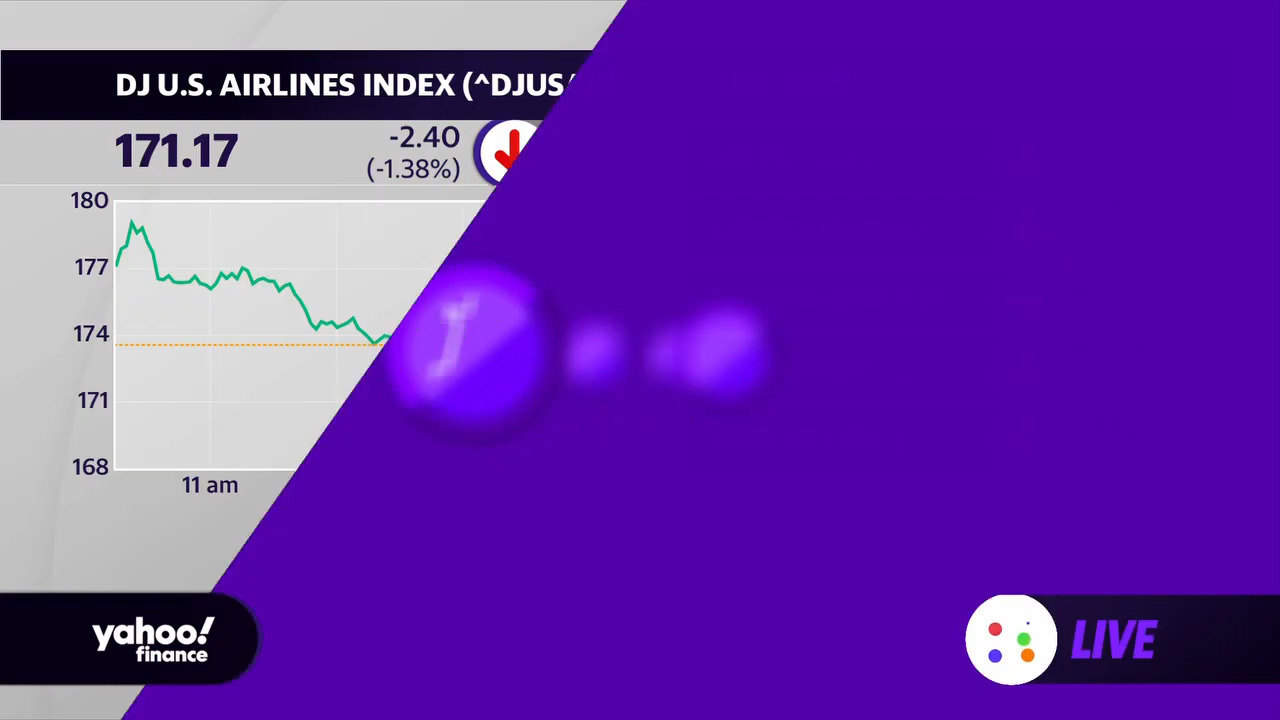 DJ U.S. AIRLINES INDEX (^DJUS
171.17
-2.40
(-1.38%)
180
177
174
171
168
11 am
yahoo!
finance
LIVE